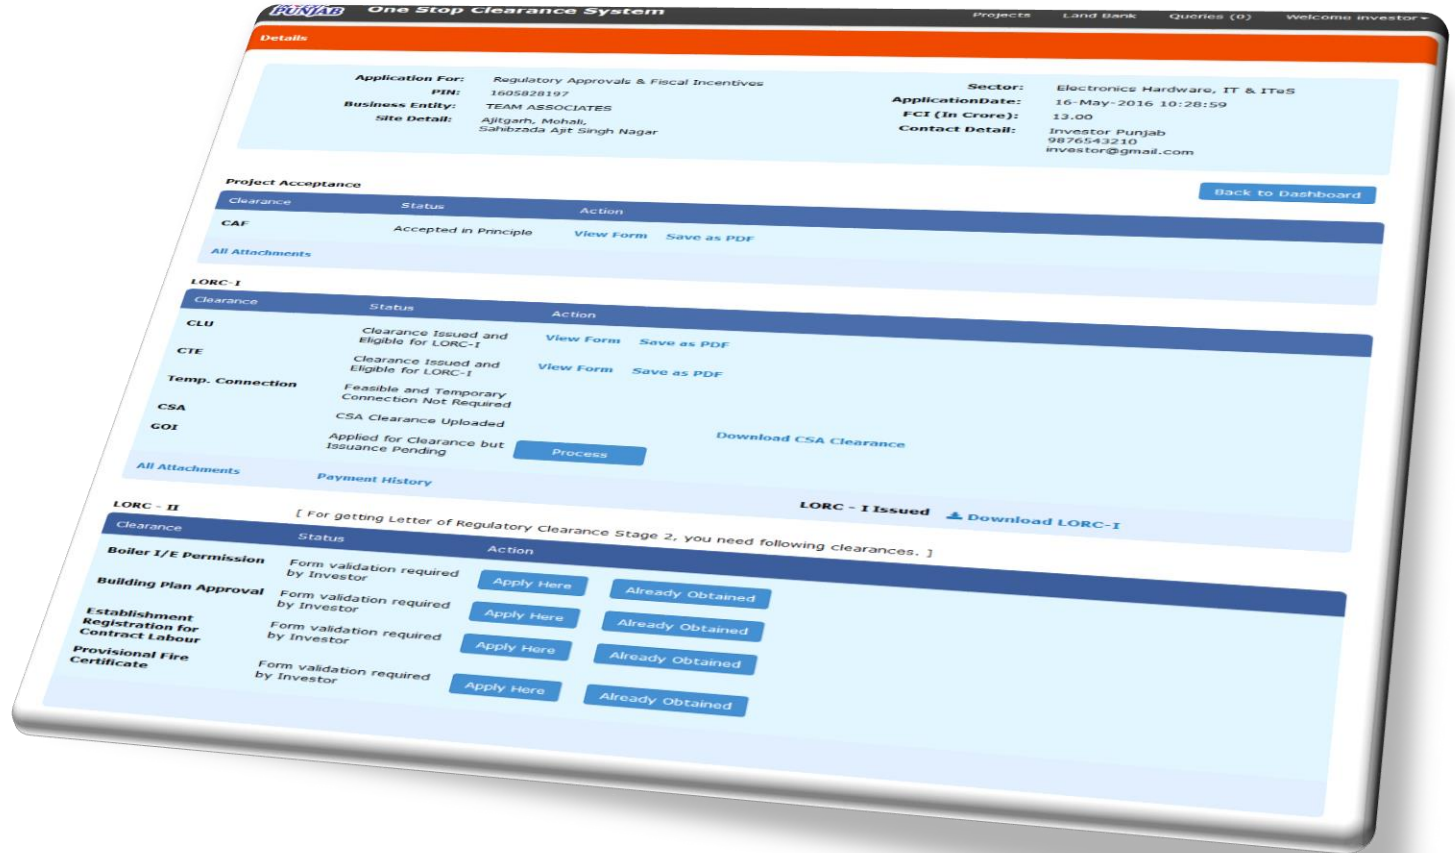 PUNJAB One Stop Clearance System Projects Land Bank Queries (0) Welcome investor
Details
Application For: Regulatory Approvals & Fiscal Incentives
PIN: 1605828197
Business Entity: TEAM ASSOCIATES
Site Detail: Ajitgarh, Mohali,
Sahibzada Ajit Singh Nagar
Sector: Electronics Hardware, IT & ITeS
ApplicationDate: 16-May-2016 10:28:59
FCI (In Crore): 13.00
Contact Detail: Investor Punjab
9876543210
investor@gmail.com
Back to Dashboard
Project Acceptance
Clearance Status Action
CAF Accepted in Principle View Form Save as PDF
All Attachments
LORC-I
Clearance Status Action
CLU Clearance Issued and
Eligible for LORC-I View Form Save as PDF
CTE Clearance Issued and
Eligible for LORC-I View Form Save as PDF
Temp. Connection Feasible and Temporary
Connection Not Required
CSA CSA Clearance Uploaded Download CSA Clearance
GOI Applied for Clearance but
Issuance Pending Process
All Attachments Payment History LORC - I Issued Download LORC-I
LORC - II [ For getting Letter of Regulatory Clearance Stage 2, you need following clearances. ]
Clearance Status Action
Boiler I/E Permission Form validation required
by Investor Apply Here Already Obtained
Building Plan Approval Form validation required
by Investor Apply Here Already Obtained
Establishment
Registration for
Contract Labour Form validation required
by Investor Apply Here Already Obtained
Provisional Fire
Certificate Form validation required
by Investor Apply Here Already Obtained